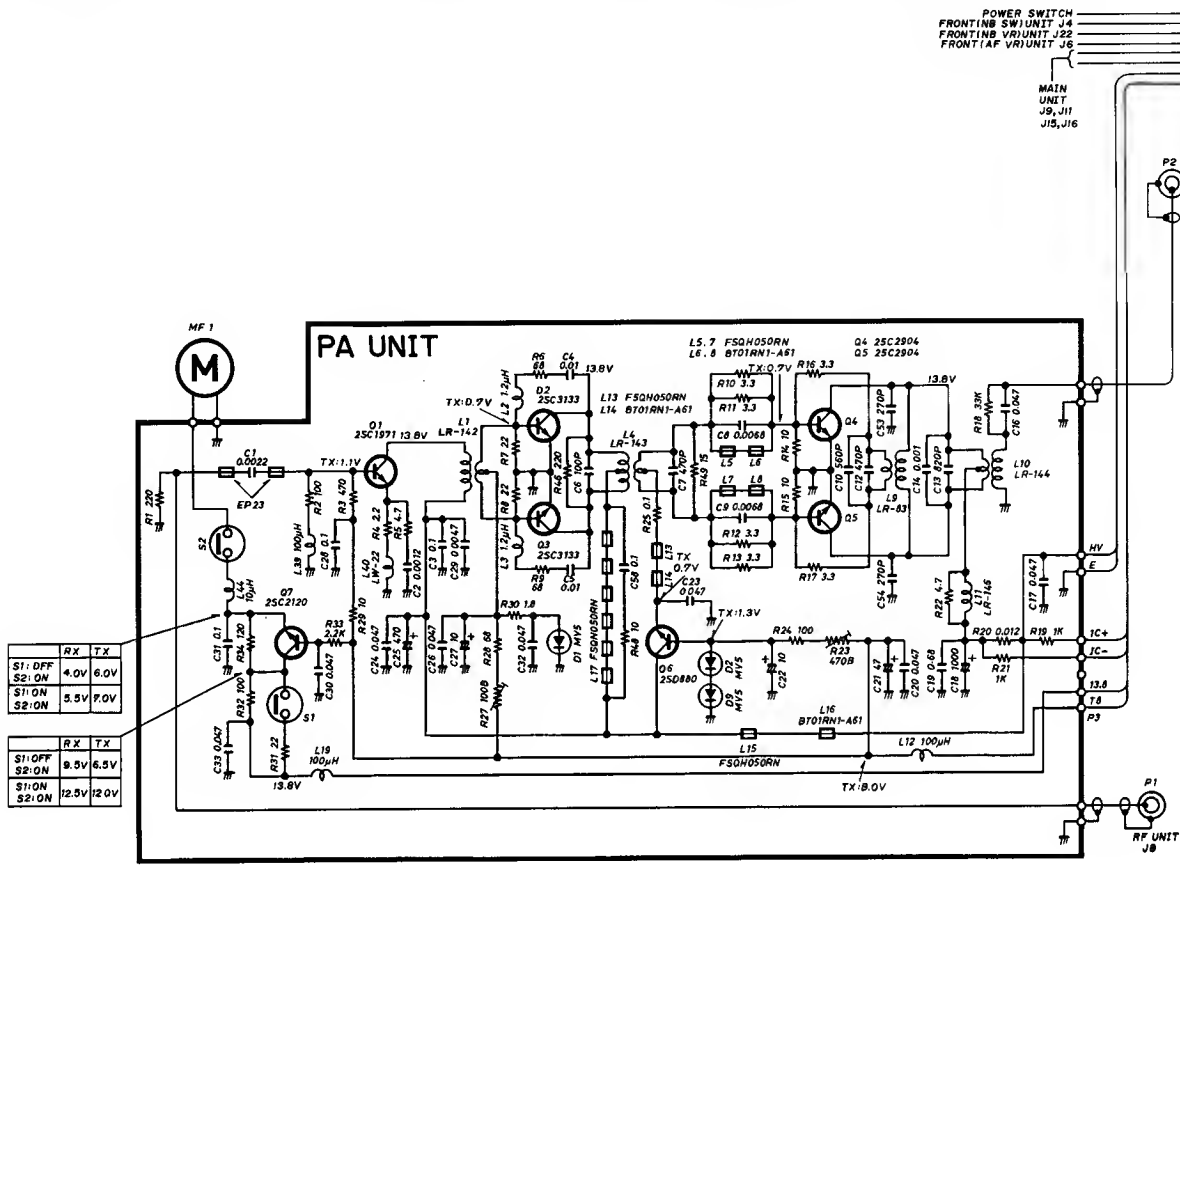 POWER SWITCH
FRONT(NB SW)UNIT J4
FRONT(NB VR)UNIT J22
FRONT(AF VR)UNIT J6
MAIN
UNIT
J9,J11
J15,J16
P2
MF1
M
PA UNIT
L5.7 FSQH050RN
L6.8 BT01RN1-A61
Q4 2SC2904
Q5 2SC2904
R6
68
C4
0.01
13.8V
TX:0.7V
L2 1.2μH
D2
2SC3133
L13 FSQH050RN
L14 BT01RN1-A61
R10 3.3
TX:0.7V
R16 3.3
R11 3.3
C8 0.0068
L5
L6
L7
L8
C9 0.0068
R12 3.3
R13 3.3
R14 10
R15 10
R17 3.3
Q4
Q5
C53 270P
C54 270P
C10 560P
C12 470P
L9
LR-83
C14 0.001
C13 820P
13.8V
R18 33K
C16 0.047
L10
LR-144
Q1
2SC1971
13.8V
L1
LR-142
TX:1.1V
C1
0.0022
EP23
R1 220
R2 100
R3 470
L39 100μH
C28 0.1
R4 2.2
R5 4.7
L40
LW-22
C2 0.0012
C3 0.1
C29 0.0047
R7 22
R8 22
L3 1.2μH
Q3
2SC3133
R9
68
C5
0.01
R46 220
C6 100P
L4
LR-143
C7 470P
R49 15
R25 0.1
L13
L14
TX
0.7V
C23
0.047
C58 0.1
R48 10
L17 FSQH050RN
S2
L44
10μH
Q7
2SC2120
R33
2.2K
R29 10
C31 0.1
R34 120
R32 100
C30 0.047
S1
R31 22
C33 0.047
L19
100μH
13.8V
C24 0.047
C25 470
C26 0.047
C27 10
R28 68
R27 100B
R30 1.8
C32 0.047
D1 MV5
Q6
2SD880
TX:1.3V
D2
MV5
D9
MV5
C22 10
R24 100
R23
470B
C21 47
C20 0.047
C19 0.68
C18 1000
R22 4.7
L11
LR-146
C17 0.047
R20 0.012
R19 1K
R21
1K
L16
BT01RN1-A61
L15
FSQH050RN
L12 100μH
TX:8.0V
HV
E
IC+
IC-
13.8
T8
P3
P1
RF UNIT
J8
RX TX
S1:OFF
S2:ON
4.0V 6.0V
S1:ON
S2:ON
5.5V 7.0V
RX TX
S1:OFF
S2:ON
9.5V 6.5V
S1:ON
S2:ON
12.5V 12.0V